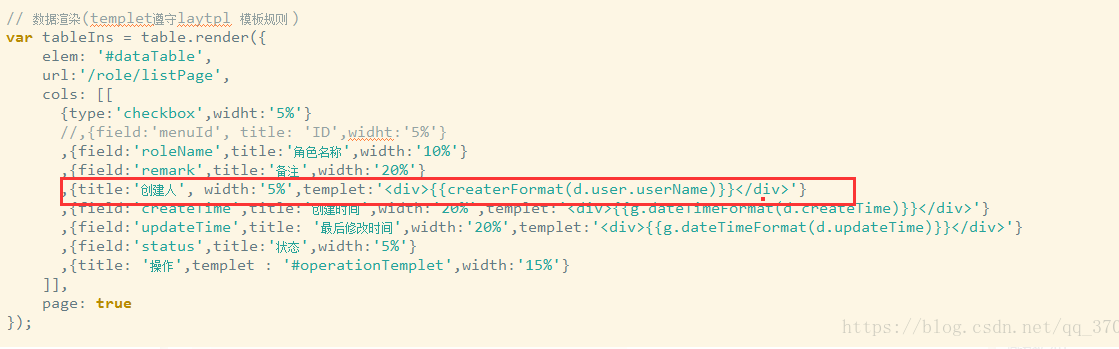 // 数据渲染(templet遵守laytpl 模板规则)
var tableIns = table.render({
elem: '#dataTable',
url:'/role/listPage',
cols: [[
{type:'checkbox',widht:'5%'}
//,{field:'menuId', title: 'ID',widht:'5%'}
,{field:'roleName',title:'角色名称',width:'10%'}
,{field:'remark',title:'备注',width:'20%'}
,{title:'创建人', width:'5%',templet:'<div>{{createrFormat(d.user.userName)}}</div>'}
,{field:'createTime',title:'创建时间',width:'20%',templet:'<div>{{g.dateTimeFormat(d.createTime)}}</div>'}
,{field:'updateTime',title: '最后修改时间',width:'20%',templet:'<div>{{g.dateTimeFormat(d.updateTime)}}</div>'}
,{field:'status',title:'状态',width:'5%'}
,{title: '操作',templet : '#operationTemplet',width:'15%'}
]],
page: true
});
https://blog.csdn.net/qq_370